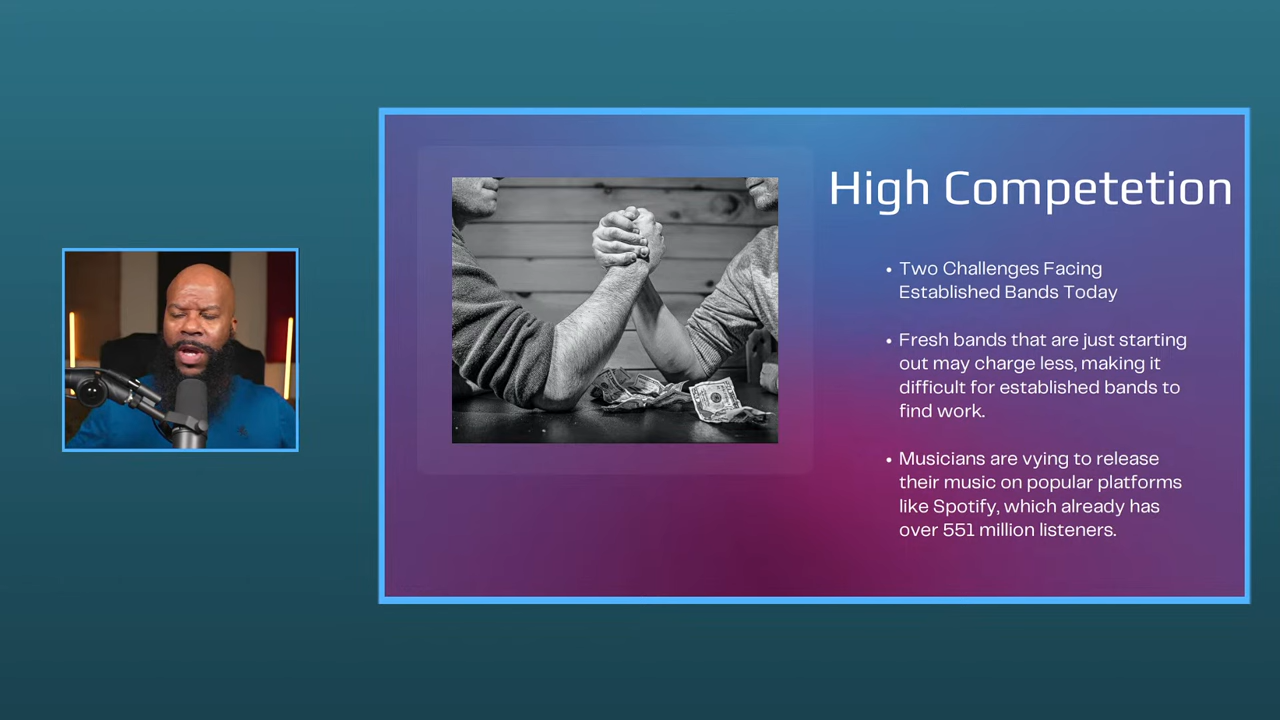 High Competetion
• Two Challenges Facing
Established Bands Today
• Fresh bands that are just starting
out may charge less, making it
difficult for established bands to
find work.
• Musicians are vying to release
their music on popular platforms
like Spotify, which already has
over 551 million listeners.